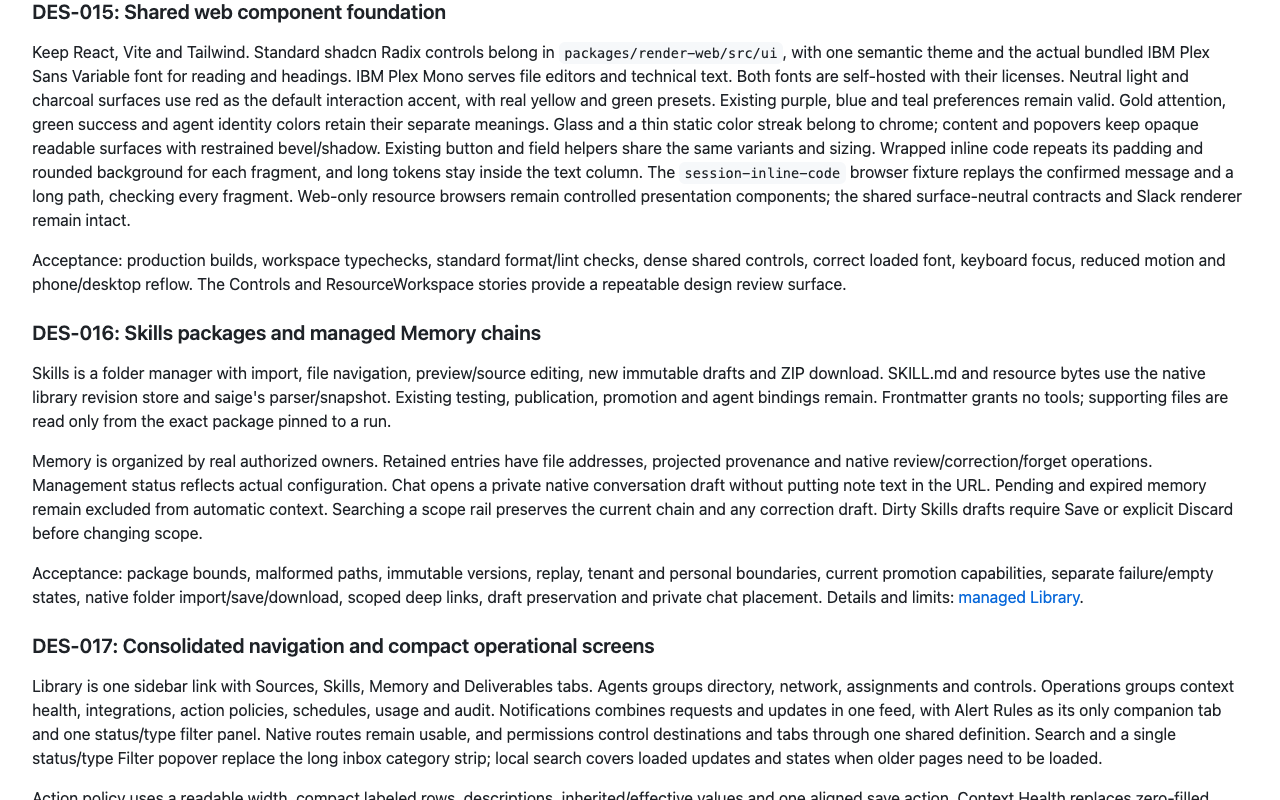 DES-015: Shared web component foundation
Keep React, Vite and Tailwind. Standard shadcn Radix controls belong in packages/render-web/src/ui, with one semantic theme and the actual bundled IBM Plex
Sans Variable font for reading and headings. IBM Plex Mono serves file editors and technical text. Both fonts are self-hosted with their licenses. Neutral light and
charcoal surfaces use red as the default interaction accent, with real yellow and green presets. Existing purple, blue and teal preferences remain valid. Gold attention,
green success and agent identity colors retain their separate meanings. Glass and a thin static color streak belong to chrome; content and popovers keep opaque
readable surfaces with restrained bevel/shadow. Existing button and field helpers share the same variants and sizing. Wrapped inline code repeats its padding and
rounded background for each fragment, and long tokens stay inside the text column. The session-inline-code browser fixture replays the confirmed message and a
long path, checking every fragment. Web-only resource browsers remain controlled presentation components; the shared surface-neutral contracts and Slack renderer
remain intact.
Acceptance: production builds, workspace typechecks, standard format/lint checks, dense shared controls, correct loaded font, keyboard focus, reduced motion and
phone/desktop reflow. The Controls and ResourceWorkspace stories provide a repeatable design review surface.
DES-016: Skills packages and managed Memory chains
Skills is a folder manager with import, file navigation, preview/source editing, new immutable drafts and ZIP download. SKILL.md and resource bytes use the native
library revision store and saige's parser/snapshot. Existing testing, publication, promotion and agent bindings remain. Frontmatter grants no tools; supporting files are
read only from the exact package pinned to a run.
Memory is organized by real authorized owners. Retained entries have file addresses, projected provenance and native review/correction/forget operations.
Management status reflects actual configuration. Chat opens a private native conversation draft without putting note text in the URL. Pending and expired memory
remain excluded from automatic context. Searching a scope rail preserves the current chain and any correction draft. Dirty Skills drafts require Save or explicit Discard
before changing scope.
Acceptance: package bounds, malformed paths, immutable versions, replay, tenant and personal boundaries, current promotion capabilities, separate failure/empty
states, native folder import/save/download, scoped deep links, draft preservation and private chat placement. Details and limits: managed Library.
DES-017: Consolidated navigation and compact operational screens
Library is one sidebar link with Sources, Skills, Memory and Deliverables tabs. Agents groups directory, network, assignments and controls. Operations groups context
health, integrations, action policies, schedules, usage and audit. Notifications combines requests and updates in one feed, with Alert Rules as its only companion tab
and one status/type filter panel. Native routes remain usable, and permissions control destinations and tabs through one shared definition. Search and a single
status/type Filter popover replace the long inbox category strip; local search covers loaded updates and states when older pages need to be loaded.
Action policy uses a readable width, compact labeled rows, descriptions, inherited/effective values and one aligned save action. Context Health replaces zero-filled